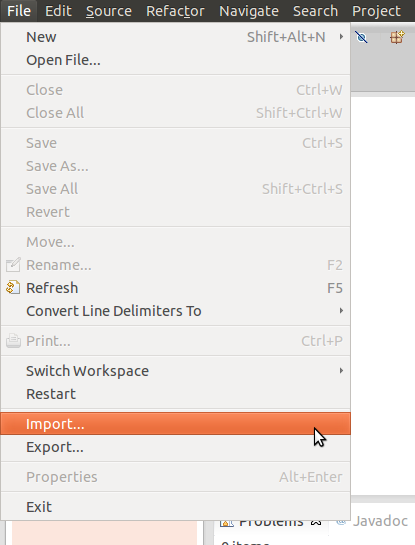 File Edit Source Refactor Navigate Search Project
New Shift+Alt+N
Open File...
Close Ctrl+W
Close All Shift+Ctrl+W
Save Ctrl+S
Save As...
Save All Shift+Ctrl+S
Revert
Move...
Rename... F2
Refresh F5
Convert Line Delimiters To
Print... Ctrl+P
Switch Workspace
Restart
Import...
Export...
Properties Alt+Enter
Exit
Problems @ Javadoc
0 items